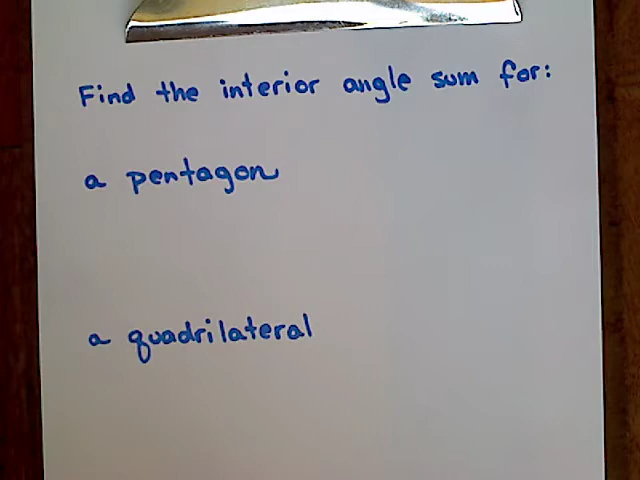 Find the interior angle sum for:
a pentagon
a quadrilateral